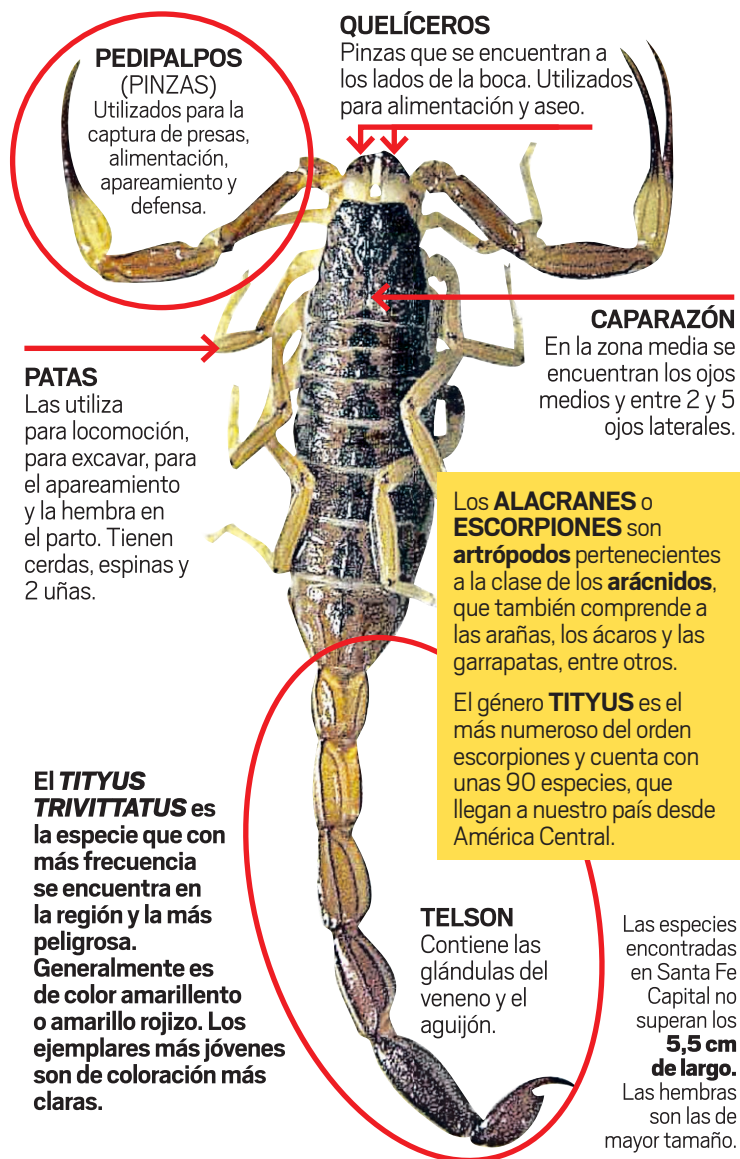 PEDIPALPOS
(PINZAS)
Utilizados para la
captura de presas,
alimentación,
apareamiento y
defensa.
QUELÍCEROS
Pinzas que se encuentran a
los lados de la boca. Utilizados
para alimentación y aseo.
CAPARAZÓN
En la zona media se
encuentran los ojos
medios y entre 2 y 5
ojos laterales.
PATAS
Las utiliza
para locomoción,
para excavar, para
el apareamiento
y la hembra en
el parto. Tienen
cerdas, espinas y
2 uñas.
Los ALACRANES o
ESCORPIONES son
artrópodos pertenecientes
a la clase de los arácnidos,
que también comprende a
las arañas, los ácaros y las
garrapatas, entre otros.
El género TITYUS es el
más numeroso del orden
escorpiones y cuenta con
unas 90 especies, que
llegan a nuestro país desde
América Central.
El TITYUS
TRIVITTATUS es
la especie que con
más frecuencia
se encuentra en
la región y la más
peligrosa.
Generalmente es
de color amarillento
o amarillo rojizo. Los
ejemplares más jóvenes
son de coloración más
claras.
TELSON
Contiene las
glándulas del
veneno y el
aguijón.
Las especies
encontradas
en Santa Fe
Capital no
superan los
5,5 cm
de largo.
Las hembras
son las de
mayor tamaño.